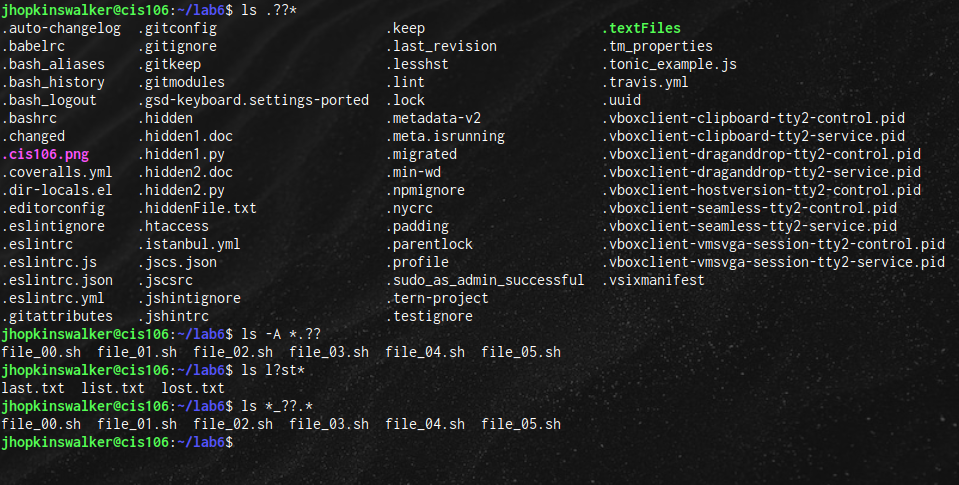 jhopkinswalker@cis106:~/lab6$ ls .??*
.auto-changelog .gitconfig .keep .textFiles
.babelrc .gitignore .last_revision .tm_properties
.bash_aliases .gitkeep .lesshst .tonic_example.js
.bash_history .gitmodules .lint .travis.yml
.bash_logout .gsd-keyboard.settings-ported .lock .uuid
.bashrc .hidden .metadata-v2 .vboxclient-clipboard-tty2-control.pid
.changed .hidden1.doc .meta.isrunning .vboxclient-clipboard-tty2-service.pid
.cis106.png .hidden1.py .migrated .vboxclient-draganddrop-tty2-control.pid
.coveralls.yml .hidden2.doc .min-wd .vboxclient-draganddrop-tty2-service.pid
.dir-locals.el .hidden2.py .npmignore .vboxclient-hostversion-tty2-control.pid
.editorconfig .hiddenFile.txt .nycrc .vboxclient-seamless-tty2-control.pid
.eslintignore .htaccess .padding .vboxclient-seamless-tty2-service.pid
.eslintrc .istanbul.yml .parentlock .vboxclient-vmsvga-session-tty2-control.pid
.eslintrc.js .jscs.json .profile .vboxclient-vmsvga-session-tty2-service.pid
.eslintrc.json .jscsrc .sudo_as_admin_successful .vsixmanifest
.eslintrc.yml .jshintignore .tern-project
.gitattributes .jshintrc .testignore
jhopkinswalker@cis106:~/lab6$ ls -A *.??
file_00.sh file_01.sh file_02.sh file_03.sh file_04.sh file_05.sh
jhopkinswalker@cis106:~/lab6$ ls l?st*
last.txt list.txt lost.txt
jhopkinswalker@cis106:~/lab6$ ls *_??.*
file_00.sh file_01.sh file_02.sh file_03.sh file_04.sh file_05.sh
jhopkinswalker@cis106:~/lab6$